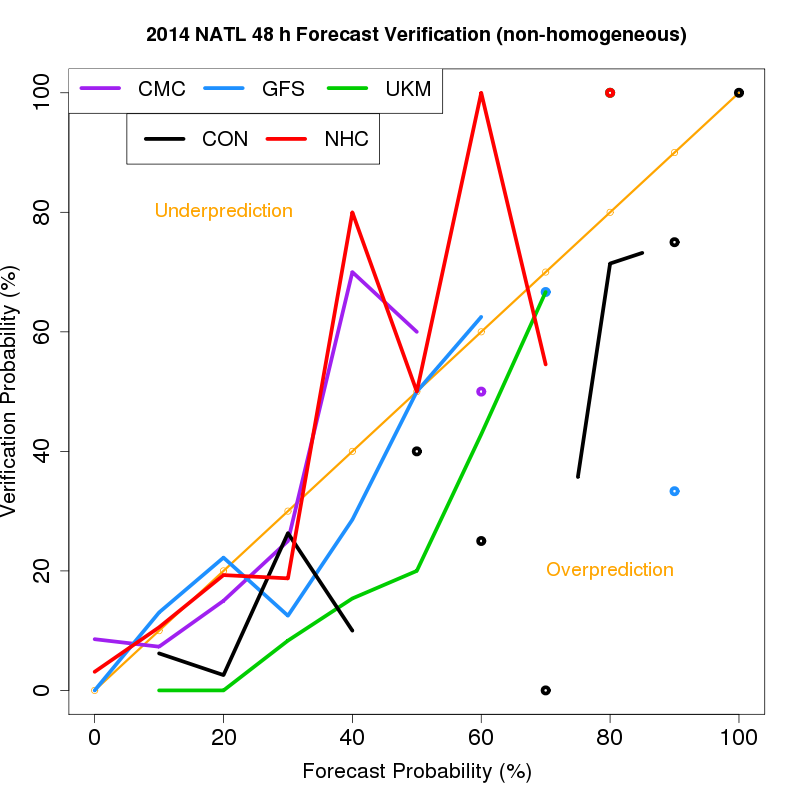 2014 NATL 48 h Forecast Verification (non-homogeneous)
CMC GFS UKM
CON NHC
Underprediction
Overprediction
Verification Probability (%)
100
80
60
40
20
0
0 20 40 60 80 100
Forecast Probability (%)